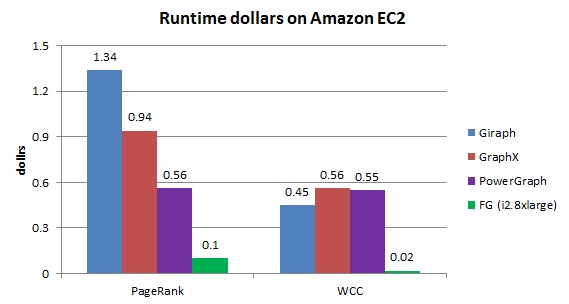 Runtime dollars on Amazon EC2
1.5
1.2
0.9
0.6
0.3
0
dollrs
1.34
0.94
0.56
0.1
0.45
0.56
0.55
0.02
PageRank
WCC
Giraph
GraphX
PowerGraph
FG (i2.8xlarge)